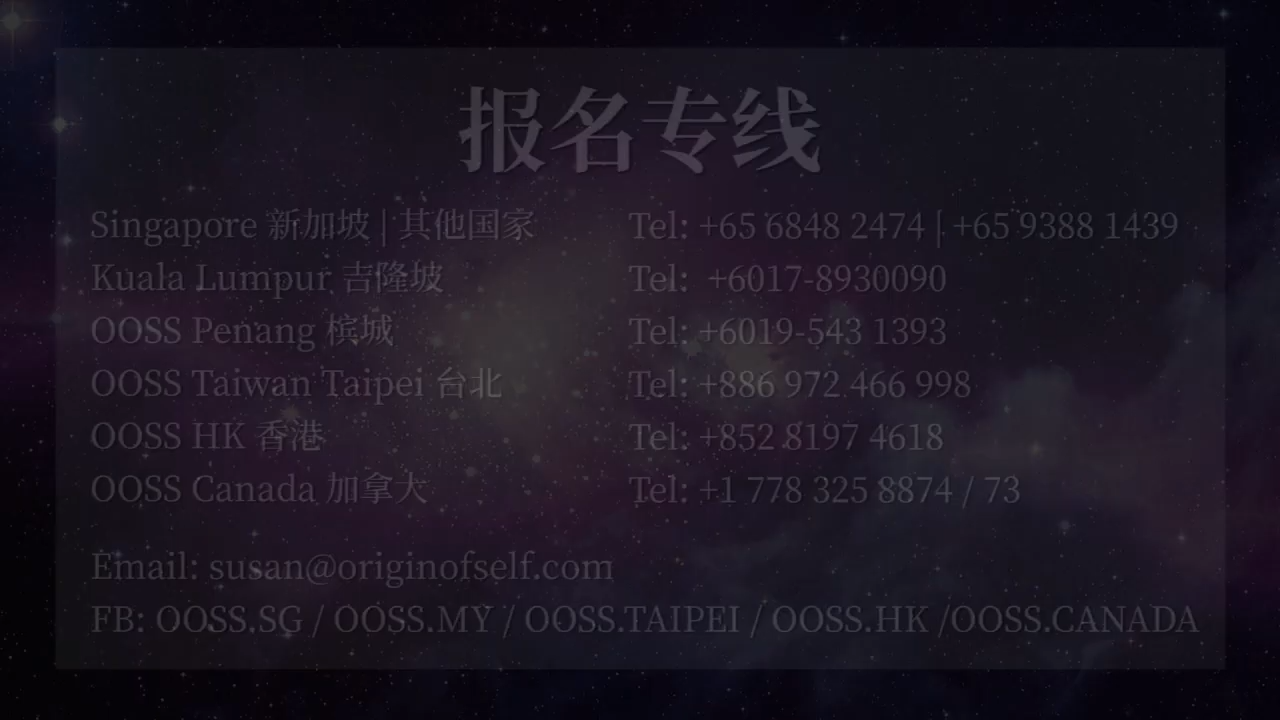 报名专线
Singapore 新加坡 | 其他国家 Tel: +65 6848 2474 | +65 9388 1439
Kuala Lumpur 吉隆坡 Tel: +6017-8930090
OOSS Penang 槟城 Tel: +6019-543 1393
OOSS Taiwan Taipei 台北 Tel: +886 972 466 998
OOSS HK 香港 Tel: +852 8197 4618
OOSS Canada 加拿大 Tel: +1 778 325 8874 / 73
Email: susan@originofself.com
FB: OOSS.SG / OOSS.MY / OOSS.TAIPEI / OOSS.HK /OOSS.CANADA